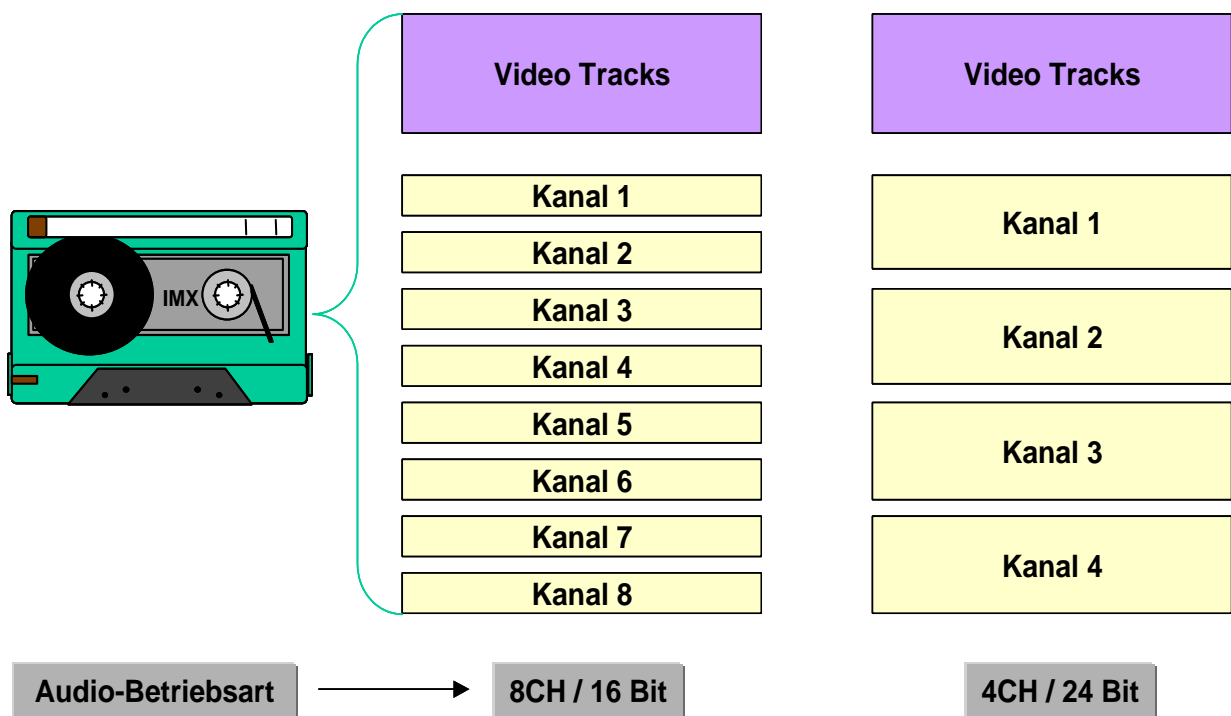 Video Tracks
Kanal 1
Kanal 2
Kanal 3
Kanal 4
Kanal 5
Kanal 6
Kanal 7
Kanal 8
Video Tracks
Kanal 1
Kanal 2
Kanal 3
Kanal 4
IMX
Audio-Betriebsart
8CH / 16 Bit
4CH / 24 Bit